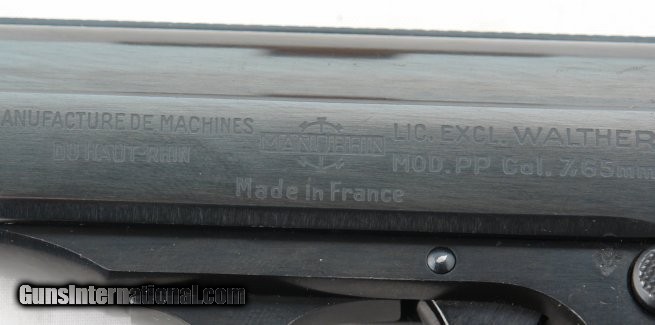 ANUFACTURE DE MACHINES
DU HAUT-RHIN
MANURHIN
LIC. EXCL. WALTHER
MOD. PP Cal. 7,65mm
Made in France
GunsInternational.com